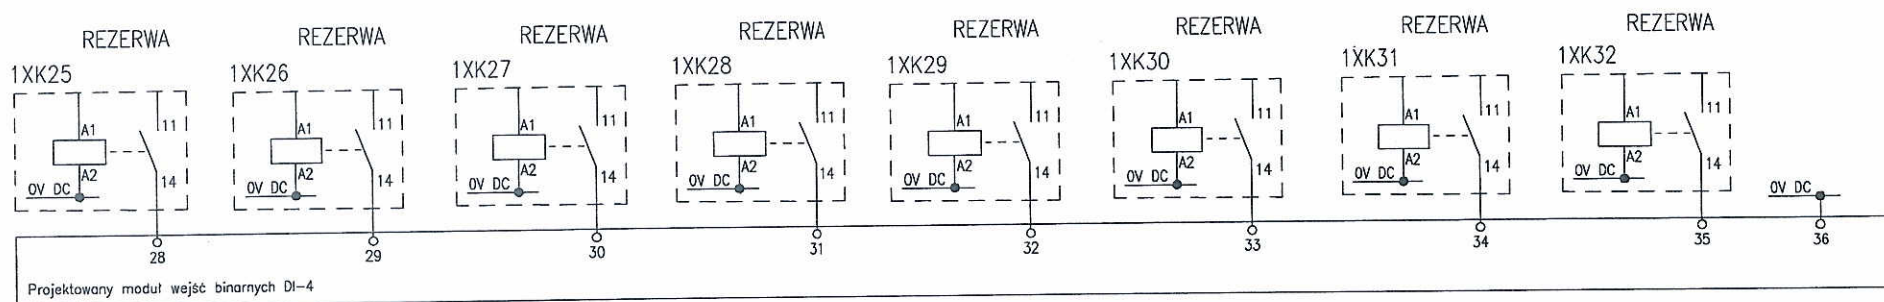 REZERWA REZERWA REZERWA REZERWA REZERWA REZERWA REZERWA REZERWA
1XK25 1XK26 1XK27 1XK28 1XK29 1XK30 1XK31 1XK32
A1 11 A1 11 A1 11 A1 11 A1 11 A1 11 A1 11 A1 11
A2 14 A2 14 A2 14 A2 14 A2 14 A2 14 A2 14 A2 14
0V DC 0V DC 0V DC 0V DC 0V DC 0V DC 0V DC 0V DC 0V DC
28 29 30 31 32 33 34 35 36
Projektowany moduł wejść binarnych DI-4